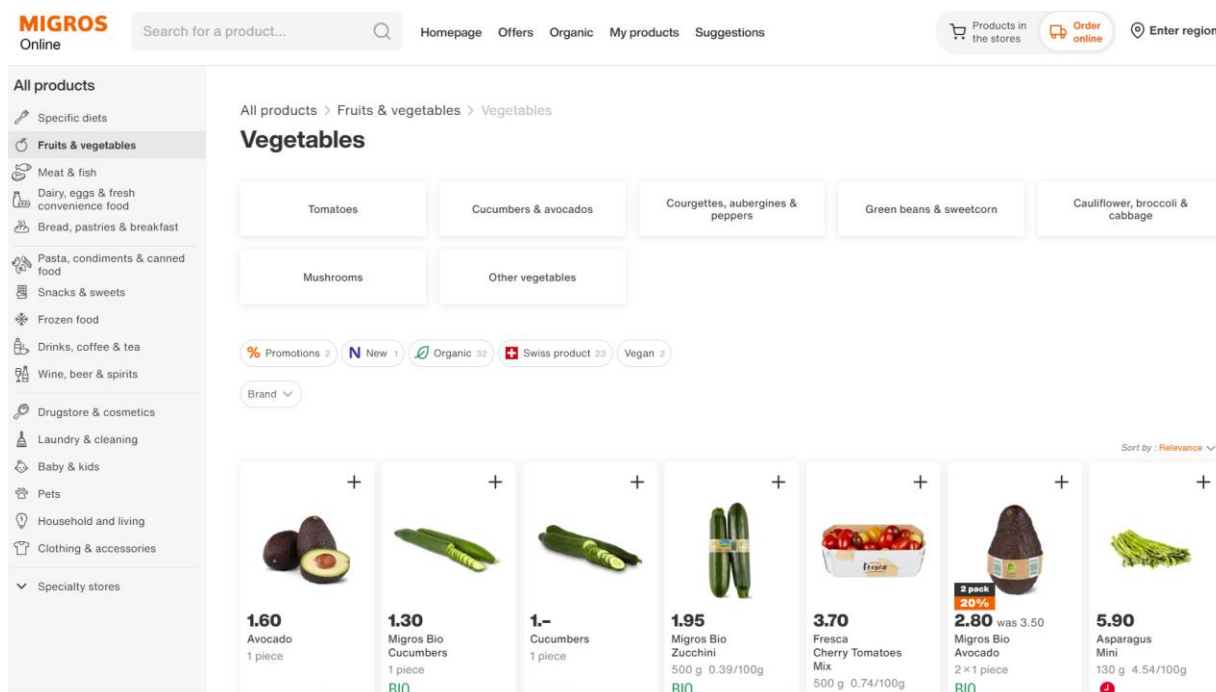 MIGROS
Online
Search for a product...
Homepage Offers Organic My products Suggestions
Products in
the stores
Order
online
Enter region
All products
Specific diets
Fruits & vegetables
Meat & fish
Dairy, eggs & fresh
convenience food
Bread, pastries & breakfast
Pasta, condiments & canned
food
Snacks & sweets
Frozen food
Drinks, coffee & tea
Wine, beer & spirits
Drugstore & cosmetics
Laundry & cleaning
Baby & kids
Pets
Household and living
Clothing & accessories
Specialty stores
All products > Fruits & vegetables > Vegetables
Vegetables
Tomatoes
Cucumbers & avocados
Courgettes, aubergines &
peppers
Green beans & sweetcorn
Cauliflower, broccoli &
cabbage
Mushrooms
Other vegetables
% Promotions 2
N New 1
Organic 32
Swiss product 23
Vegan 2
Brand
Sort by : Relevance
1.60
Avocado
1 piece
1.30
Migros Bio
Cucumbers
1 piece
BIO
1.–
Cucumbers
1 piece
1.95
Migros Bio
Zucchini
500 g 0.39/100g
BIO
Fresca
3.70
Fresca
Cherry Tomatoes
Mix
500 g 0.74/100g
2 pack
20%
2.80 was 3.50
Migros Bio
Avocado
2×1 piece
BIO
5.90
Asparagus
Mini
130 g 4.54/100g